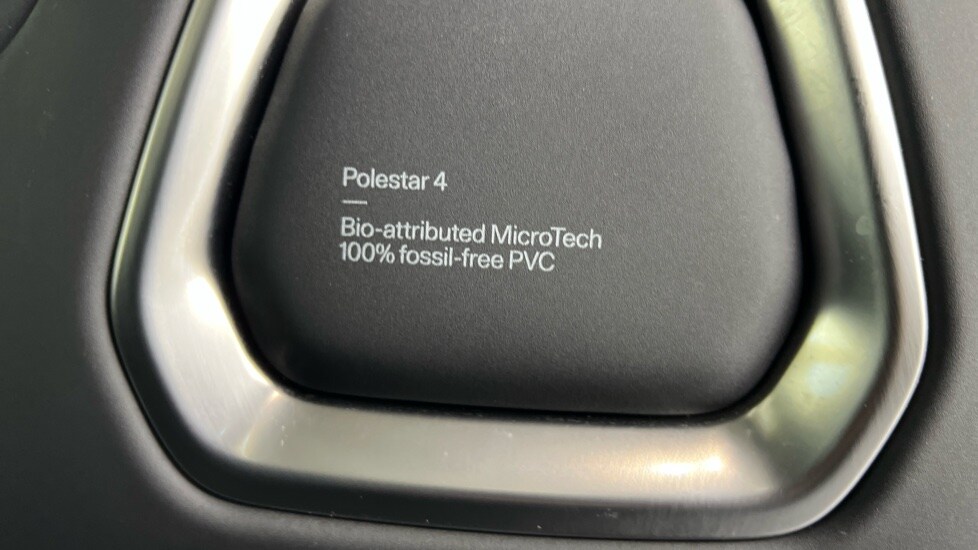 Polestar 4
Bio-attributed MicroTech
100% fossil-free PVC